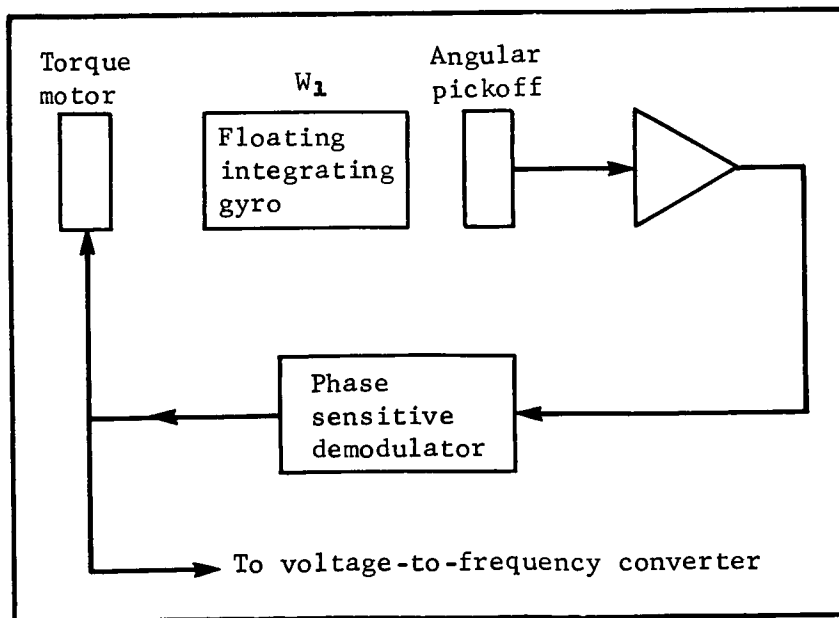 Torque
motor
W1
Angular
pickoff
Floating
integrating
gyro
Phase
sensitive
demodulator
To voltage-to-frequency converter